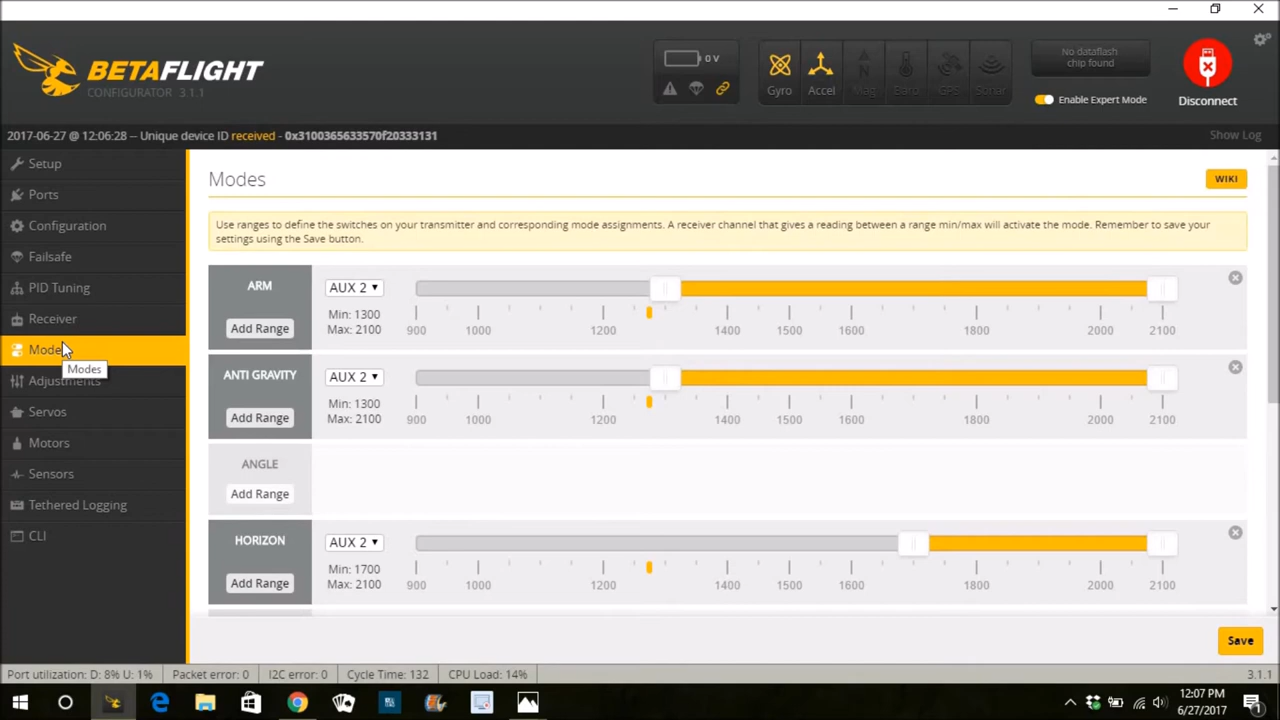 BETAFLIGHT
CONFIGURATOR 3.1.1
0 V
Gyro
Accel
Mag
Baro
GPS
Sonar
No dataflash
chip found
Enable Expert Mode
Disconnect
2017-06-27 @ 12:06:28 -- Unique device ID received - 0x3100365633570f20333131
Show Log
Setup
Ports
Configuration
Failsafe
PID Tuning
Receiver
Mode
Modes
Adjustments
Servos
Motors
Sensors
Tethered Logging
CLI
Modes
WIKI
Use ranges to define the switches on your transmitter and corresponding mode assignments. A receiver channel that gives a reading between a range min/max will activate the mode. Remember to save your
settings using the Save button.
ARM
Add Range
AUX 2
Min: 1300
Max: 2100
900 1000 1200 1400 1500 1600 1800 2000 2100
ANTI GRAVITY
Add Range
AUX 2
Min: 1300
Max: 2100
900 1000 1200 1400 1500 1600 1800 2000 2100
ANGLE
Add Range
HORIZON
Add Range
AUX 2
Min: 1700
Max: 2100
900 1000 1200 1400 1500 1600 1800 2000 2100
Save
Port utilization: D: 8% U: 1% Packet error: 0 I2C error: 0 Cycle Time: 132 CPU Load: 14% 3.1.1
12:07 PM
6/27/2017
1